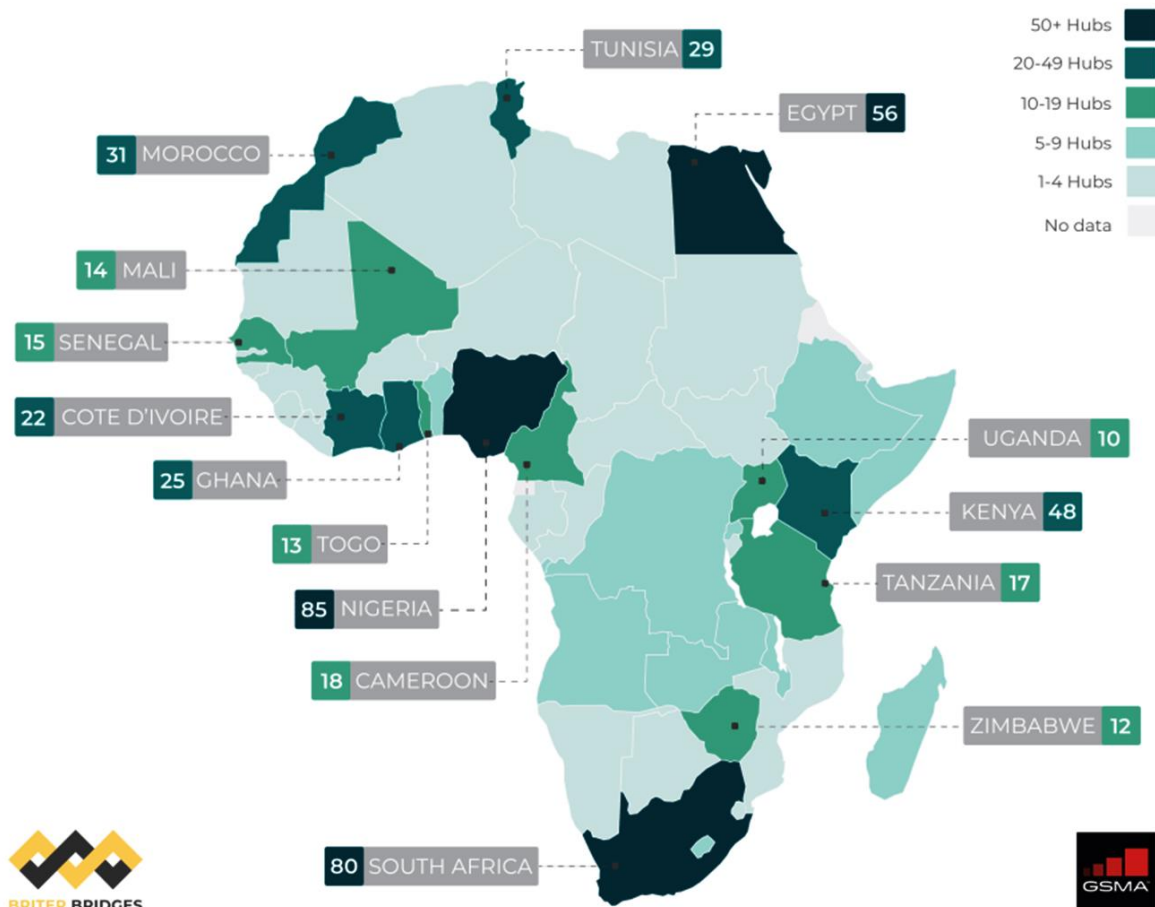 50+ Hubs
20-49 Hubs
10-19 Hubs
5-9 Hubs
1-4 Hubs
No data
TUNISIA 29
EGYPT 56
31 MOROCCO
14 MALI
15 SENEGAL
22 COTE D'IVOIRE
25 GHANA
13 TOGO
85 NIGERIA
18 CAMEROON
UGANDA 10
KENYA 48
TANZANIA 17
ZIMBABWE 12
80 SOUTH AFRICA
BRITER BRIDGES
GSMA